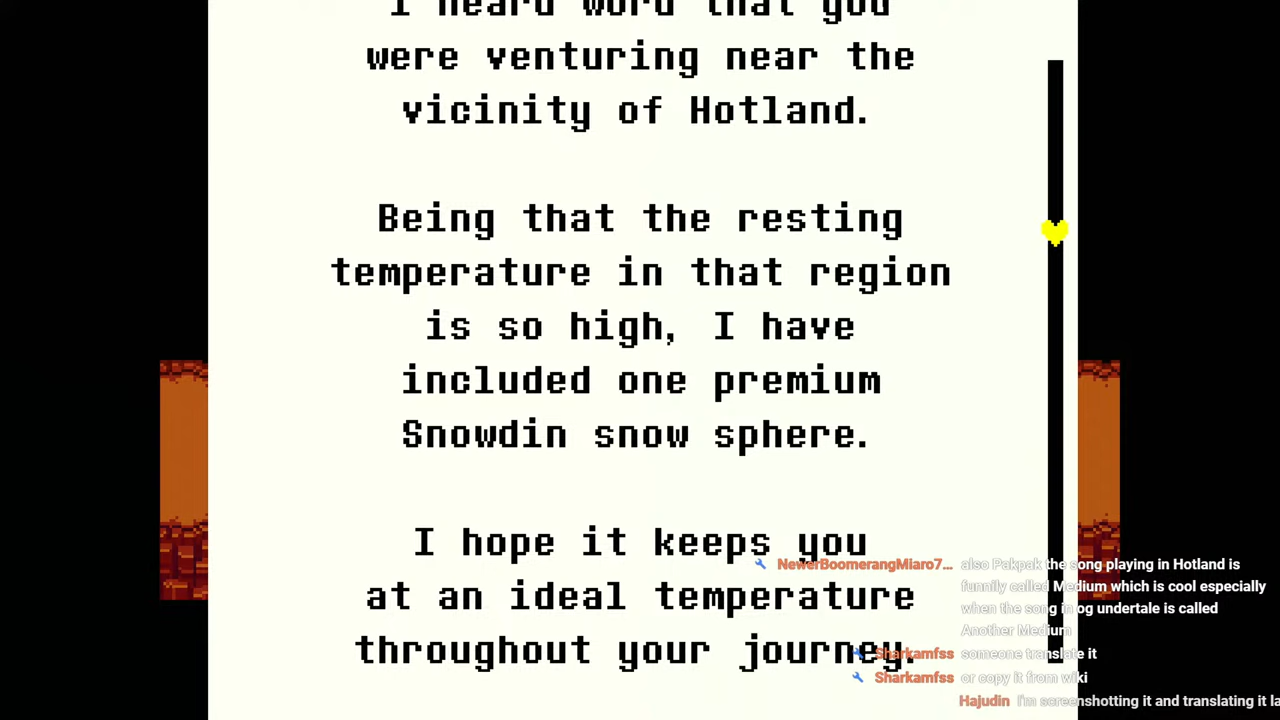 I heard word that you
were venturing near the
vicinity of Hotland.
Being that the resting
temperature in that region
is so high, I have
included one premium
Snowdin snow sphere.
I hope it keeps you
at an ideal temperature
throughout your journey.
NewerBoomerangMiaro7... also Pakpak the song playing in Hotland is
funnily called Medium which is cool especially
when the song in og undertale is called
Another Medium
Sharkamfss someone translate it
Sharkamfss or copy it from wiki
Hajudin I'm screenshotting it and translating it la